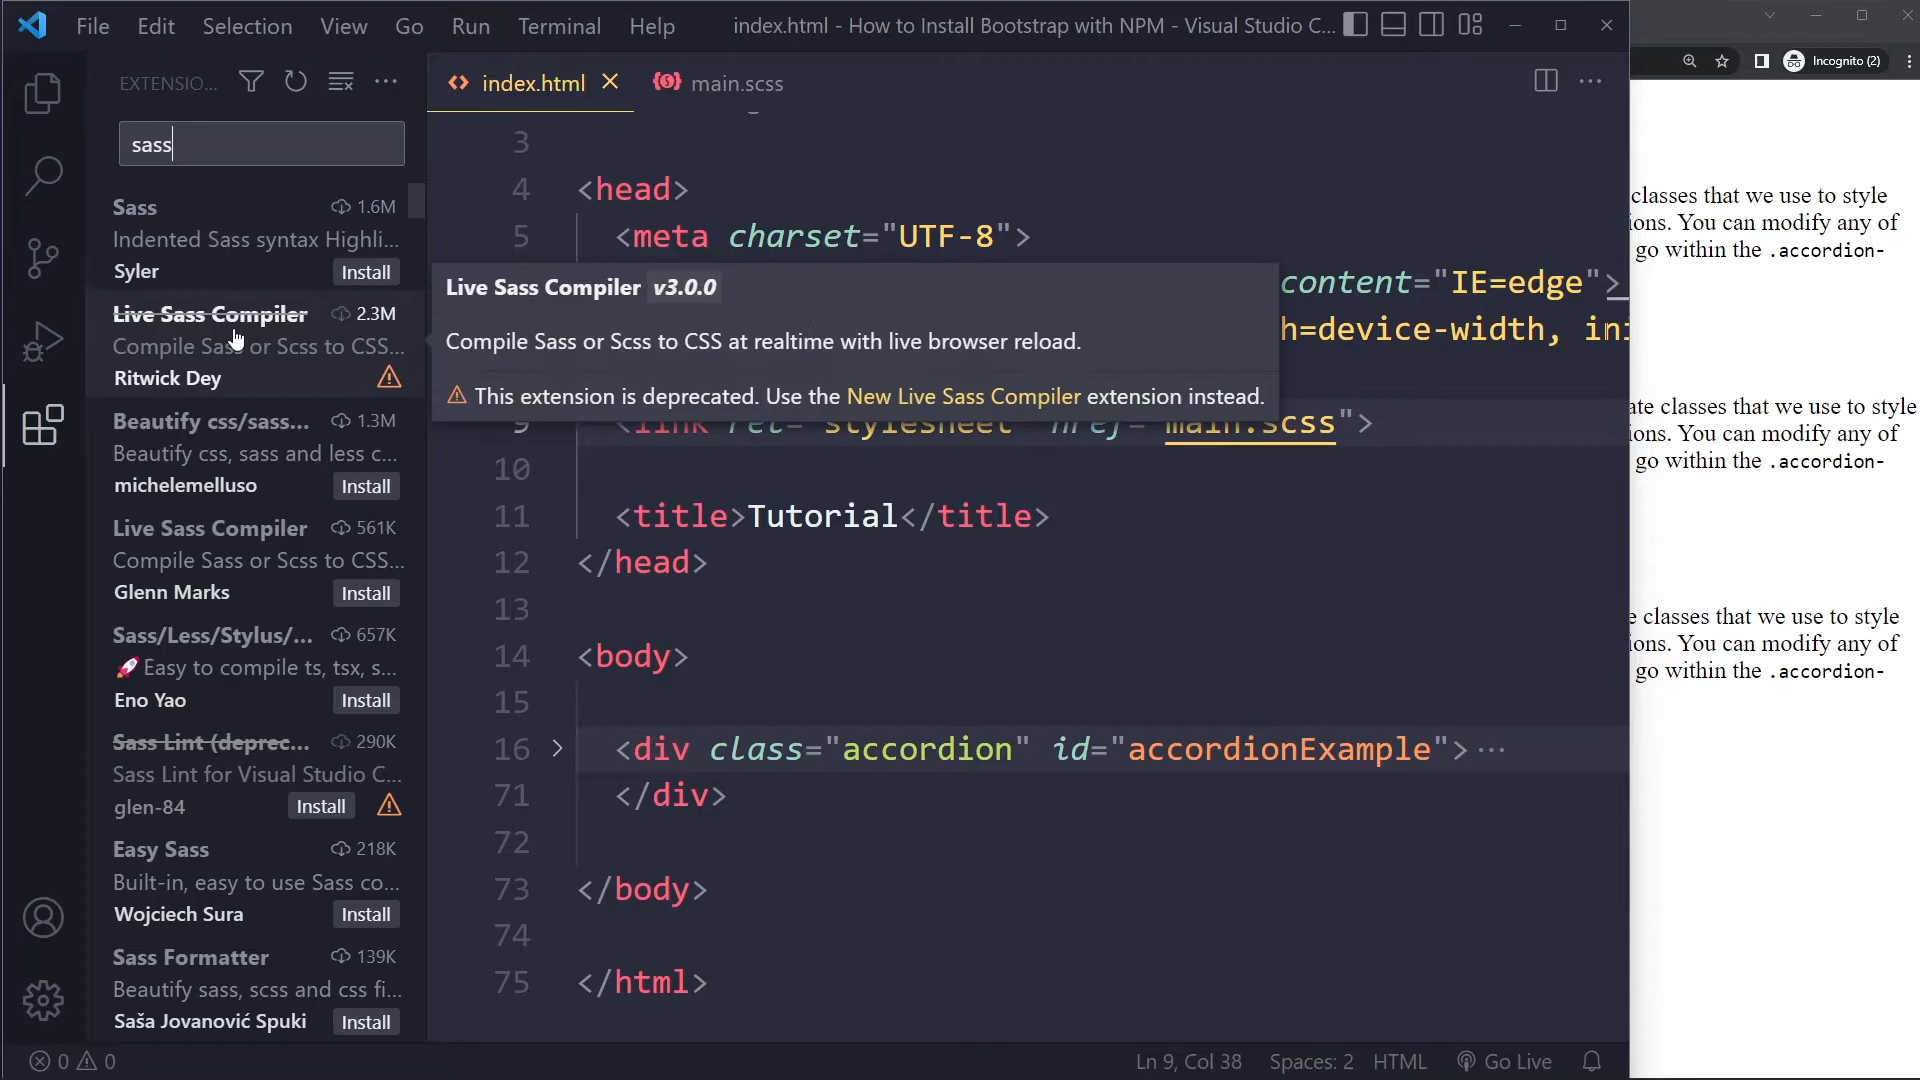 File Edit Selection View Go Run Terminal Help index.html - How to Install Bootstrap with NPM - Visual Studio C...
Incognito (2)
EXTENSIO...
index.html
main.scss
sass
Sass 1.6M
Indented Sass syntax Highli...
Syler Install
Live Sass Compiler 2.3M
Compile Sass or Scss to CSS...
Ritwick Dey
Beautify css/sass... 1.3M
Beautify css, sass and less c...
michelemelluso Install
Live Sass Compiler 561K
Compile Sass or Scss to CSS...
Glenn Marks Install
Sass/Less/Stylus/... 657K
Easy to compile ts, tsx, s...
Eno Yao Install
Sass Lint (deprec... 290K
Sass Lint for Visual Studio C...
glen-84 Install
Easy Sass 218K
Built-in, easy to use Sass co...
Wojciech Sura Install
Sass Formatter 139K
Beautify sass, scss and css fi...
Saša Jovanović Spuki Install
3
4 <head>
5 <meta charset="UTF-8">
content="IE=edge">
h=device-width, ini
Live Sass Compiler v3.0.0
Compile Sass or Scss to CSS at realtime with live browser reload.
This extension is deprecated. Use the New Live Sass Compiler extension instead.
9 <link rel="stylesheet" href="main.scss">
10
11 <title>Tutorial</title>
12 </head>
13
14 <body>
15
16 <div class="accordion" id="accordionExample">...
71 </div>
72
73 </body>
74
75 </html>
classes that we use to style
ions. You can modify any of
go within the .accordion-
ate classes that we use to style
ions. You can modify any of
go within the .accordion-
e classes that we use to style
ions. You can modify any of
go within the .accordion-
0 0
Ln 9, Col 38 Spaces: 2 HTML Go Live